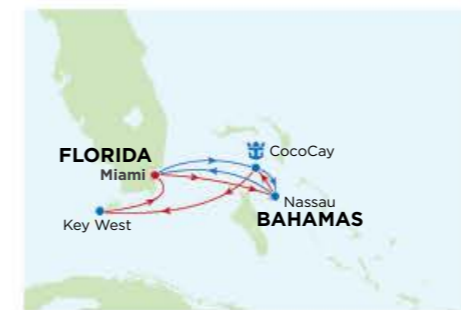 FLORIDA
Miami
CocoCay
Nassau
BAHAMAS
Key West